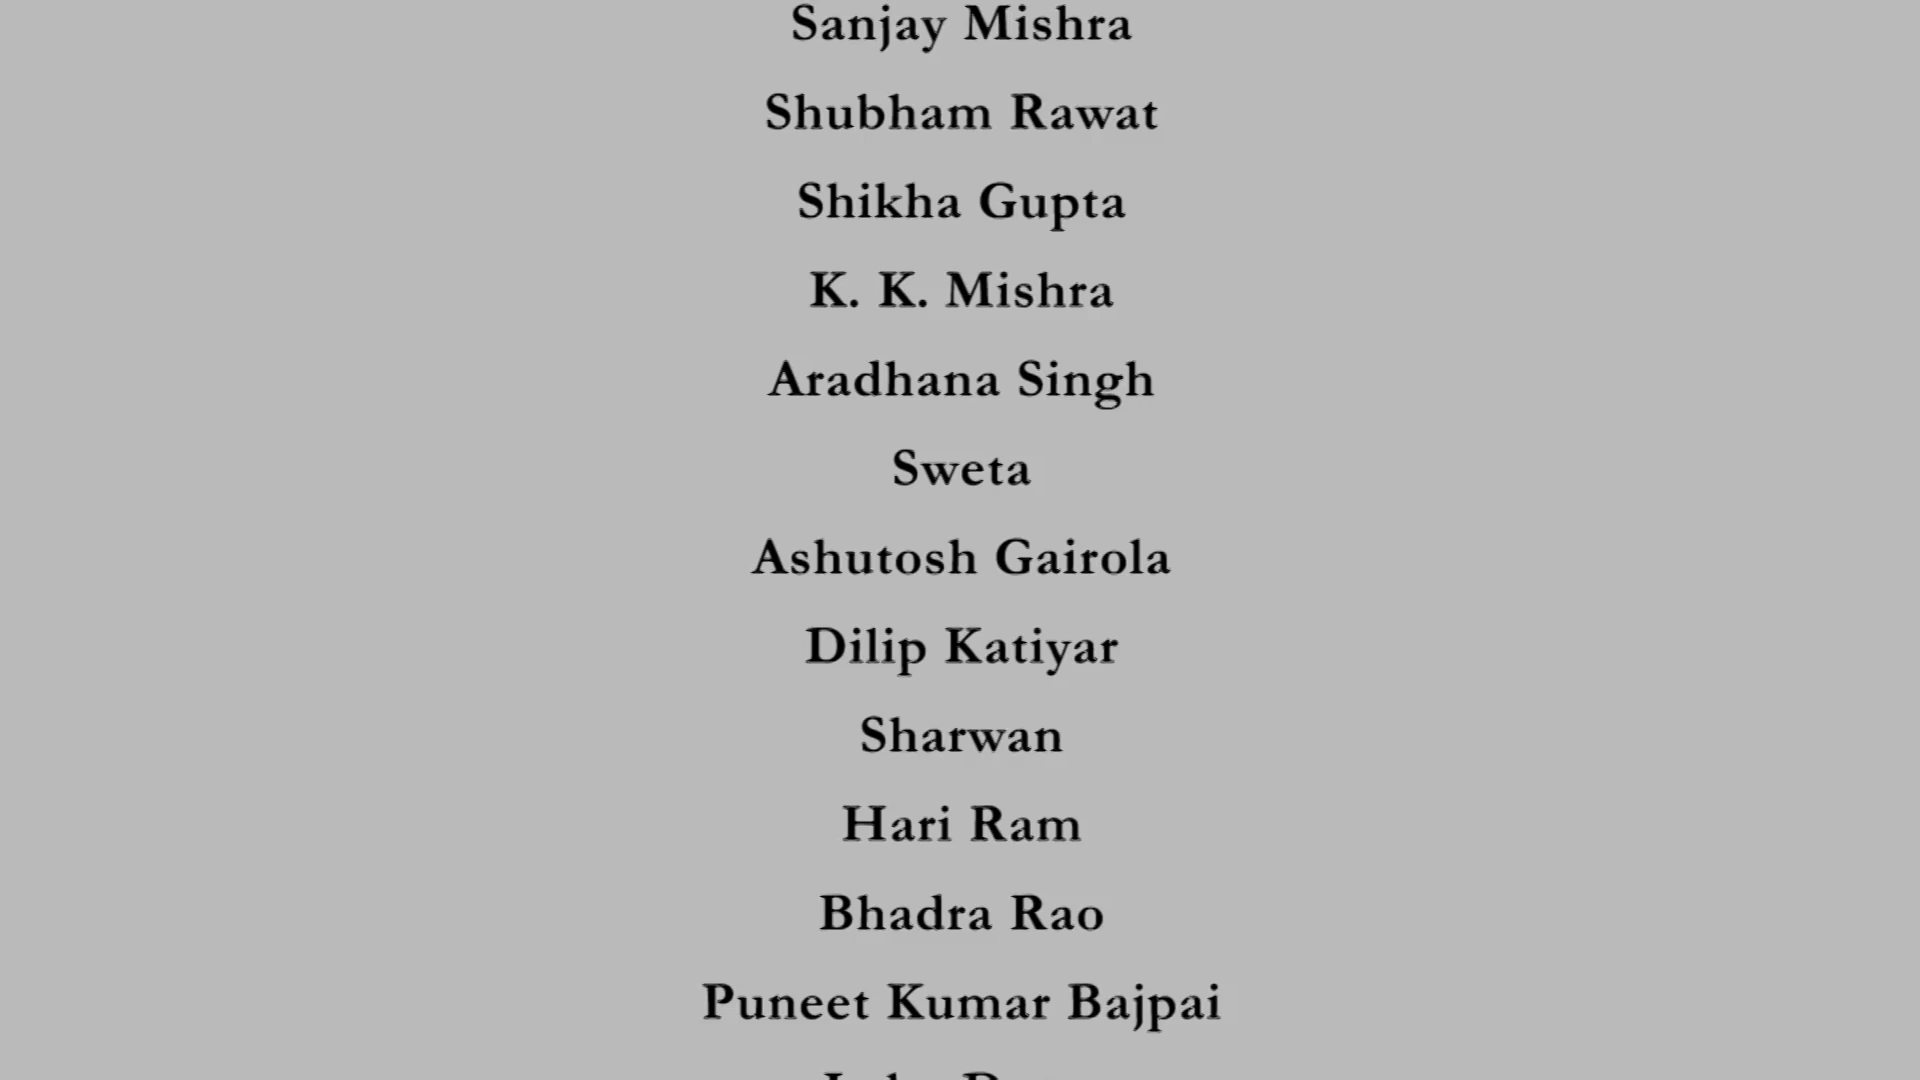 Sanjay Mishra
Shubham Rawat
Shikha Gupta
K. K. Mishra
Aradhana Singh
Sweta
Ashutosh Gairola
Dilip Katiyar
Sharwan
Hari Ram
Bhadra Rao
Puneet Kumar Bajpai